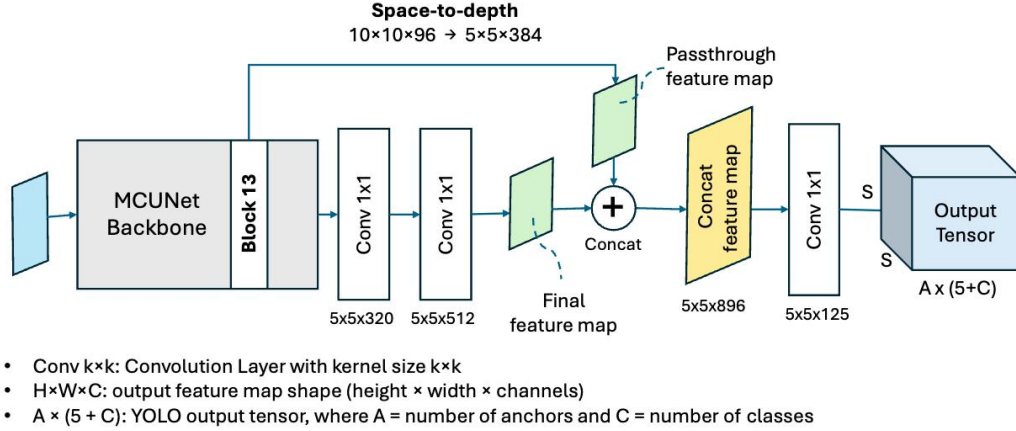 Space-to-depth
10×10×96 → 5×5×384
Passthrough
feature map
MCUNet
Backbone
Block 13
Conv 1x1
Conv 1x1
+
Concat
Concat
feature map
Conv 1x1
S
S
Output
Tensor
A x (5+C)
Final
feature map
5x5x320
5x5x512
5x5x896
5x5x125
• Conv k×k: Convolution Layer with kernel size k×k
• H×W×C: output feature map shape (height × width × channels)
• A × (5 + C): YOLO output tensor, where A = number of anchors and C = number of classes